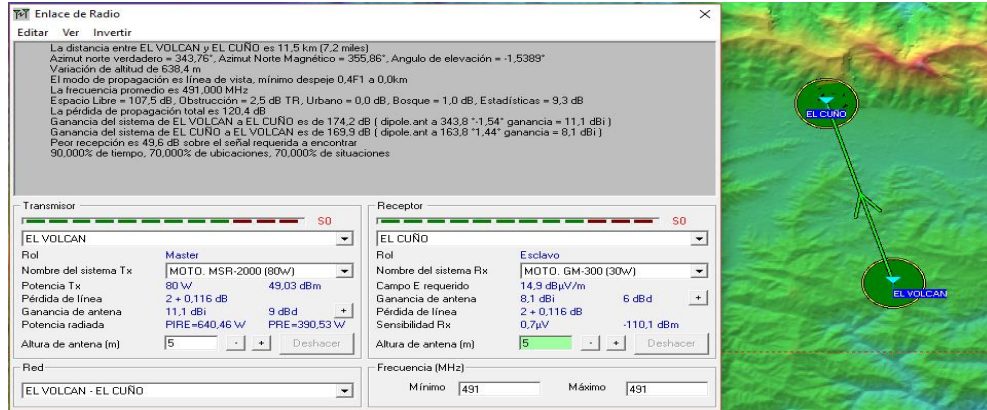 Enlace de Radio
Editar Ver Invertir
La distancia entre EL VOLCAN y EL CUÑO es 11,5 km (7,2 miles)
Azimut norte verdadero = 343,76°, Azimut Norte Magnético = 355,86°, Angulo de elevación = -1,5389°
Variación de altitud de 638,4 m
El modo de propagación es línea de vista, mínimo despeje 0,4F1 a 0,0km
La frecuencia promedio es 491,000 MHz
Espacio Libre = 107,5 dB, Obstrucción = 2,5 dB TR, Urbano = 0,0 dB, Bosque = 1,0 dB, Estadísticas = 9,3 dB
La pérdida de propagación total es 120,4 dB
Ganancia del sistema de EL VOLCAN a EL CUÑO es de 174,2 dB ( dipole.ant a 343,8 °-1,54° ganancia = 11,1 dBi )
Ganancia del sistema de EL CUÑO a EL VOLCAN es de 169,9 dB ( dipole.ant a 163,8 °1,44° ganancia = 8,1 dBi )
Peor recepción es 49,6 dB sobre el señal requerida a encontrar
90,000% de tiempo, 70,000% de ubicaciones, 70,000% de situaciones
Transmisor
S0
EL VOLCAN
Rol Master
Nombre del sistema Tx MOTO. MSR-2000 (80W)
Potencia Tx 80 W 49,03 dBm
Pérdida de línea 2 + 0,116 dB
Ganancia de antena 11,1 dBi 9 dBd +
Potencia radiada PIRE=640,46 W PRE=390,53 W
Altura de antena (m) 5 - + Deshacer
Receptor
S0
EL CUÑO
Rol Esclavo
Nombre del sistema Rx MOTO. GM-300 (30W)
Campo E requerido 14,9 dBµV/m
Ganancia de antena 8,1 dBi 6 dBd +
Pérdida de línea 2 + 0,116 dB
Sensibilidad Rx 0,7µV -110,1 dBm
Altura de antena (m) 5 - + Deshacer
Red
EL VOLCAN - EL CUÑO
Frecuencia (MHz)
Mínimo 491 Máximo 491
EL CUÑO
EL VOLCAN